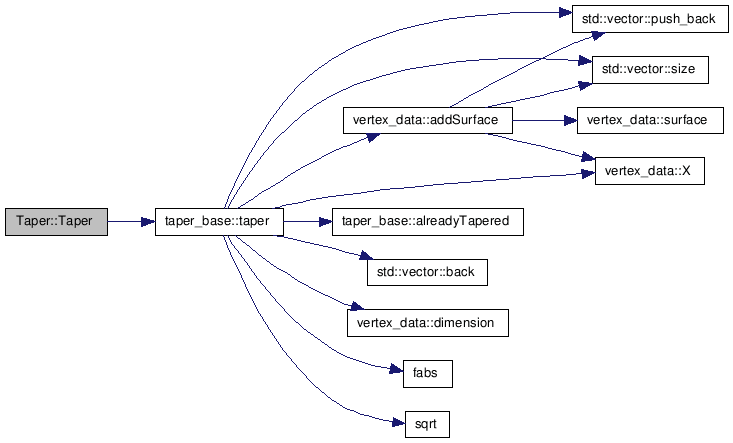 std::vector::push_back
std::vector::size
vertex_data::addSurface
vertex_data::surface
vertex_data::X
Taper::Taper
taper_base::taper
taper_base::alreadyTapered
std::vector::back
vertex_data::dimension
fabs
sqrt